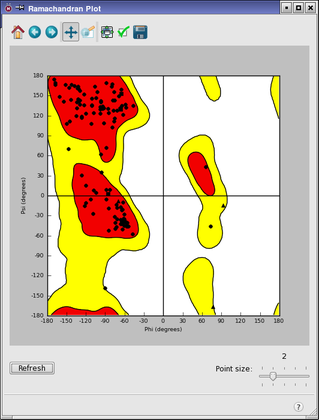 Ramachandran Plot
180
150
120
90
60
30
0
-30
-60
-90
-120
-150
-180
Psi (degrees)
-180 -150 -120 -90 -60 -30 0 30 60 90 120 150 180
Phi (degrees)
2
Refresh
Point size:
?